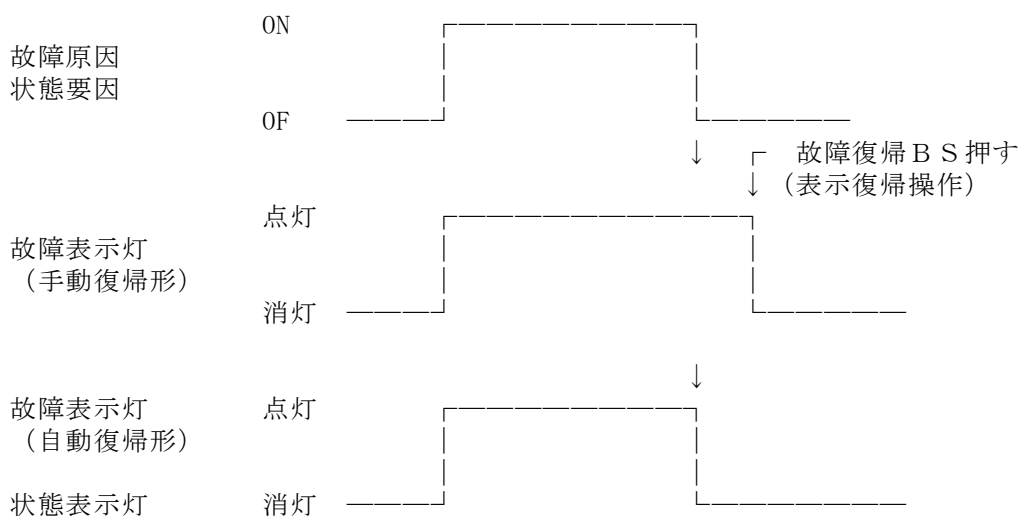 ON
故障原因
状態要因
OF
故障復帰ＢＳ押す
(表示復帰操作)
点灯
故障表示灯
(手動復帰形)
消灯
故障表示灯 点灯
(自動復帰形)
状態表示灯 消灯